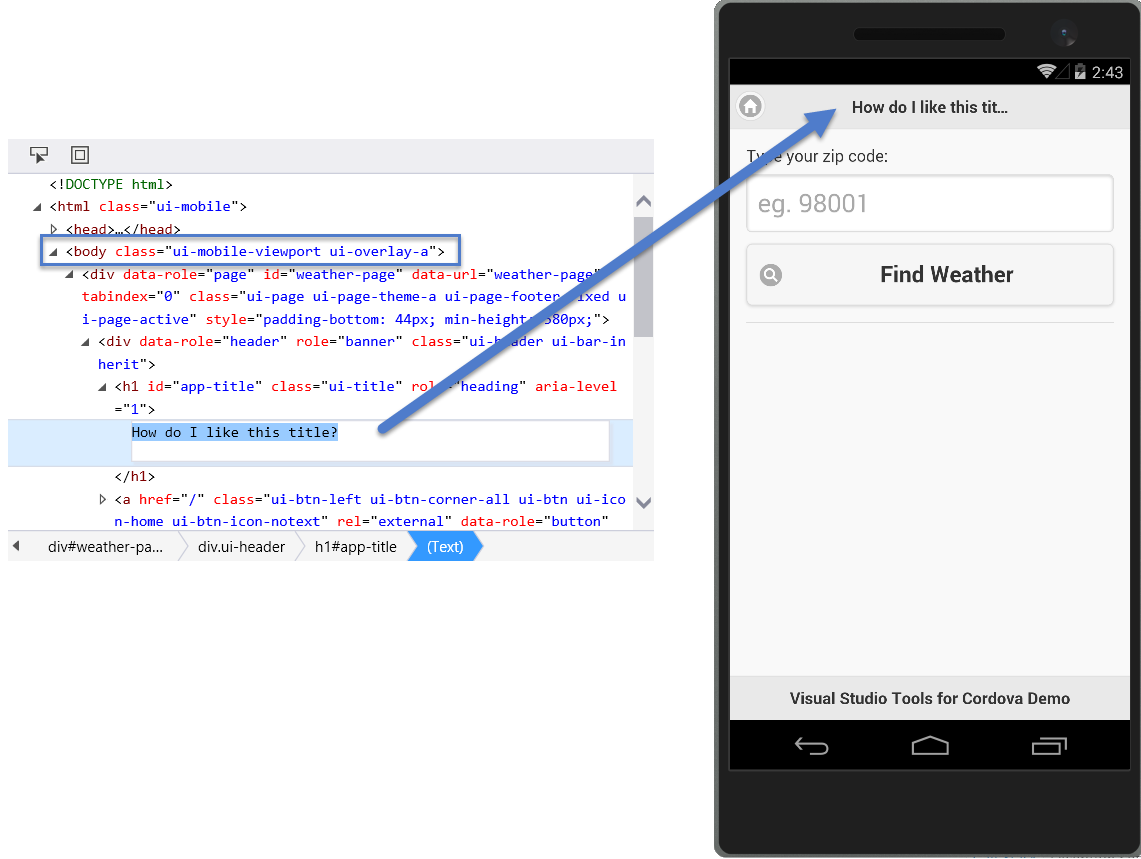 <!DOCTYPE html>
<html class="ui-mobile">
<head>…</head>
<body class="ui-mobile-viewport ui-overlay-a">
<div data-role="page" id="weather-page" data-url="weather-page"
tabindex="0" class="ui-page ui-page-theme-a ui-page-footer-fixed u
i-page-active" style="padding-bottom: 44px; min-height: 580px;">
<div data-role="header" role="banner" class="ui-header ui-bar-in
herit">
<h1 id="app-title" class="ui-title" role="heading" aria-level
="1">
How do I like this title?
</h1>
<a href="/" class="ui-btn-left ui-btn-corner-all ui-btn ui-ico
n-home ui-btn-icon-notext" rel="external" data-role="button"
div#weather-pa... div.ui-header h1#app-title (Text)
2:43
How do I like this tit...
Type your zip code:
eg. 98001
Find Weather
Visual Studio Tools for Cordova Demo